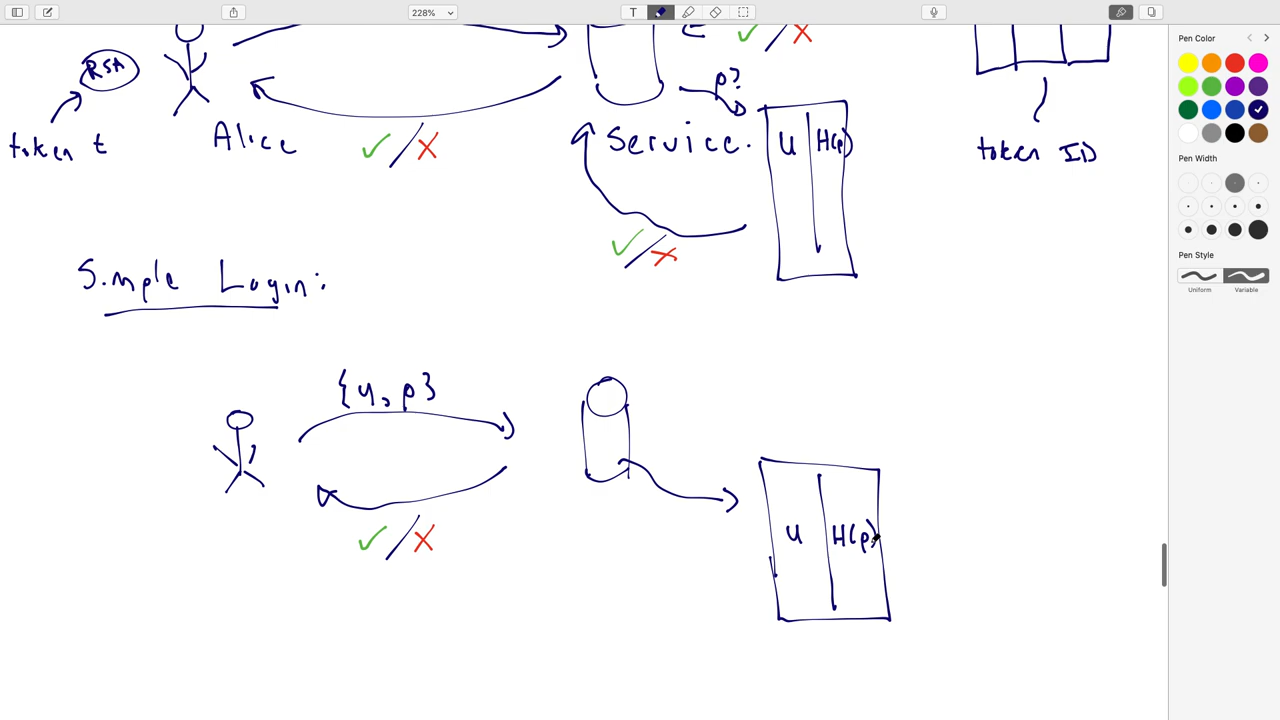 228%
T
Pen Color
p?
RSA
token t
Alice
✓/✗
Service.
U
H(p)
token ID
Pen Width
✓/✗
Simple Login:
Pen Style
Uniform
Variable
{u, p}
✓/✗
U
H(p)